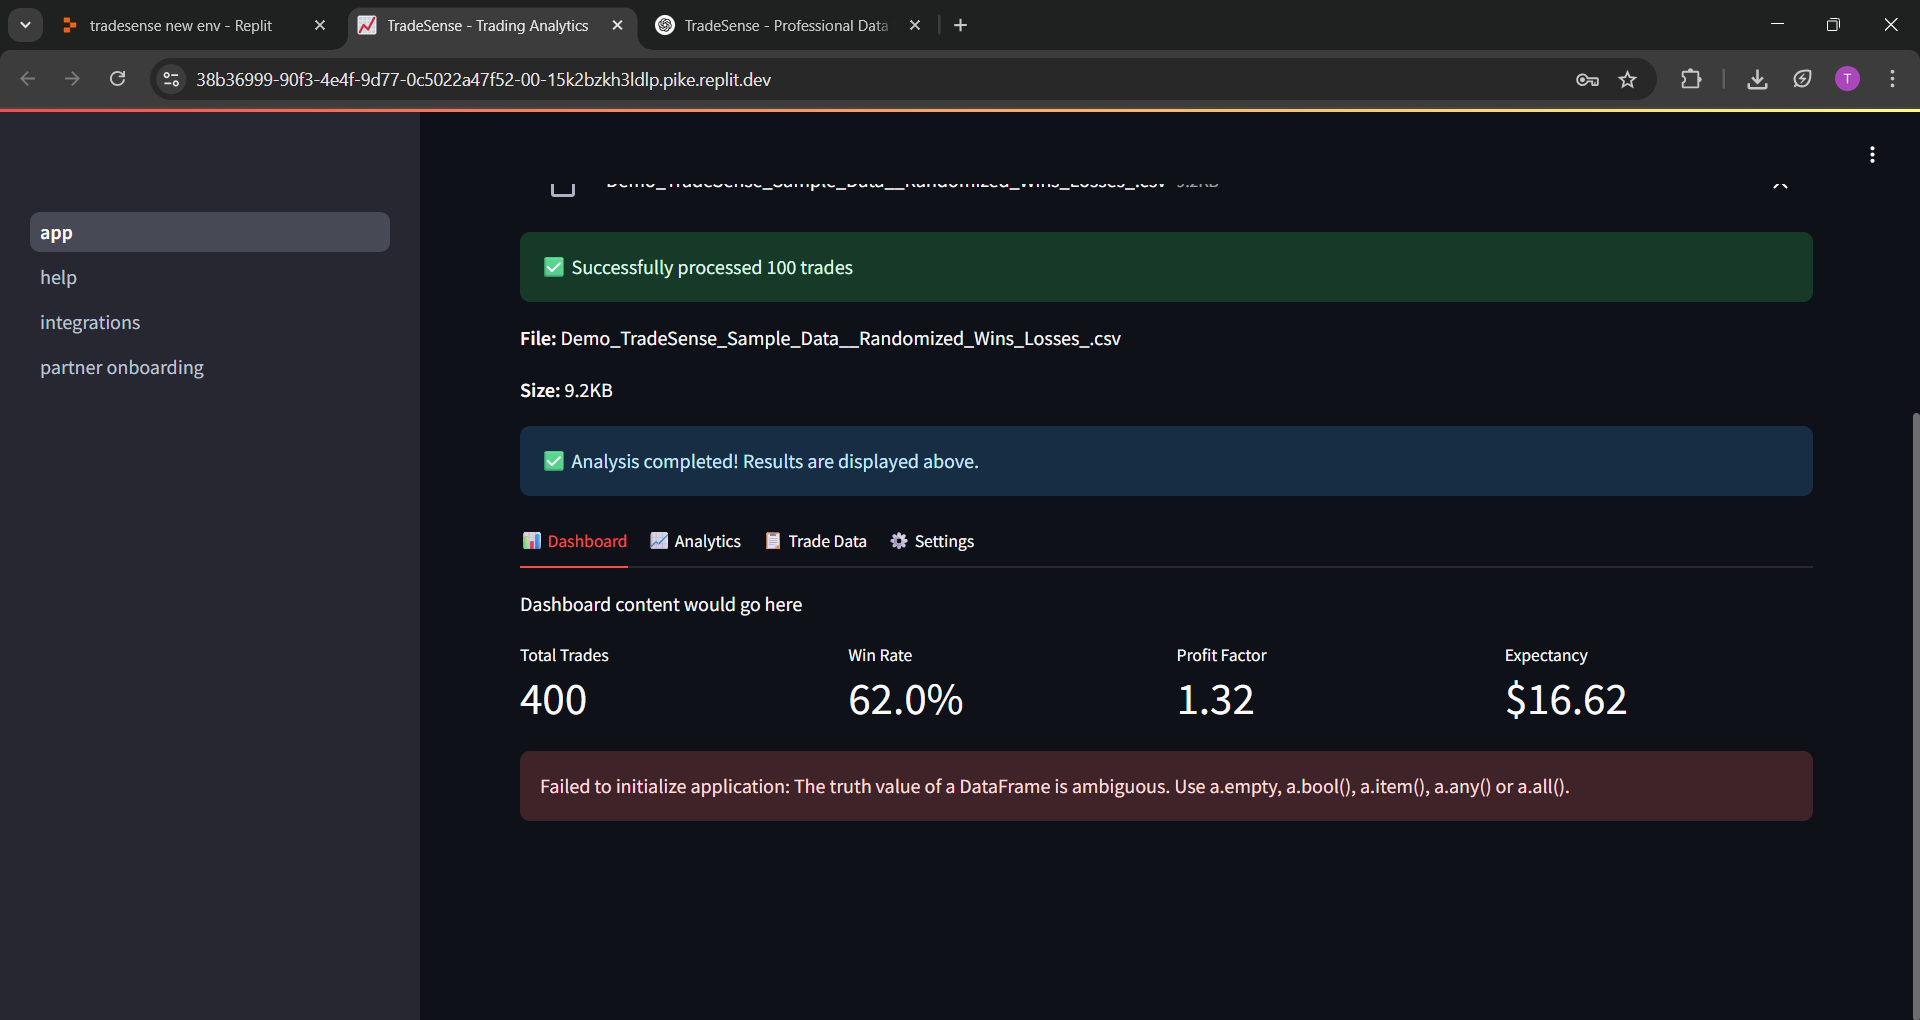 tradesense new env - Replit
TradeSense - Trading Analytics
TradeSense - Professional Data
38b36999-90f3-4e4f-9d77-0c5022a47f52-00-15k2bzkh3ldlp.pike.replit.dev
T
app
help
integrations
partner onboarding
Demo_TradeSense_Sample_Data__Randomized_Wins_Losses_.csv 9.2KB
✅ Successfully processed 100 trades
File: Demo_TradeSense_Sample_Data__Randomized_Wins_Losses_.csv
Size: 9.2KB
✅ Analysis completed! Results are displayed above.
📊 Dashboard 📈 Analytics 📋 Trade Data ⚙️ Settings
Dashboard content would go here
Total Trades
400
Win Rate
62.0%
Profit Factor
1.32
Expectancy
$16.62
Failed to initialize application: The truth value of a DataFrame is ambiguous. Use a.empty, a.bool(), a.item(), a.any() or a.all().